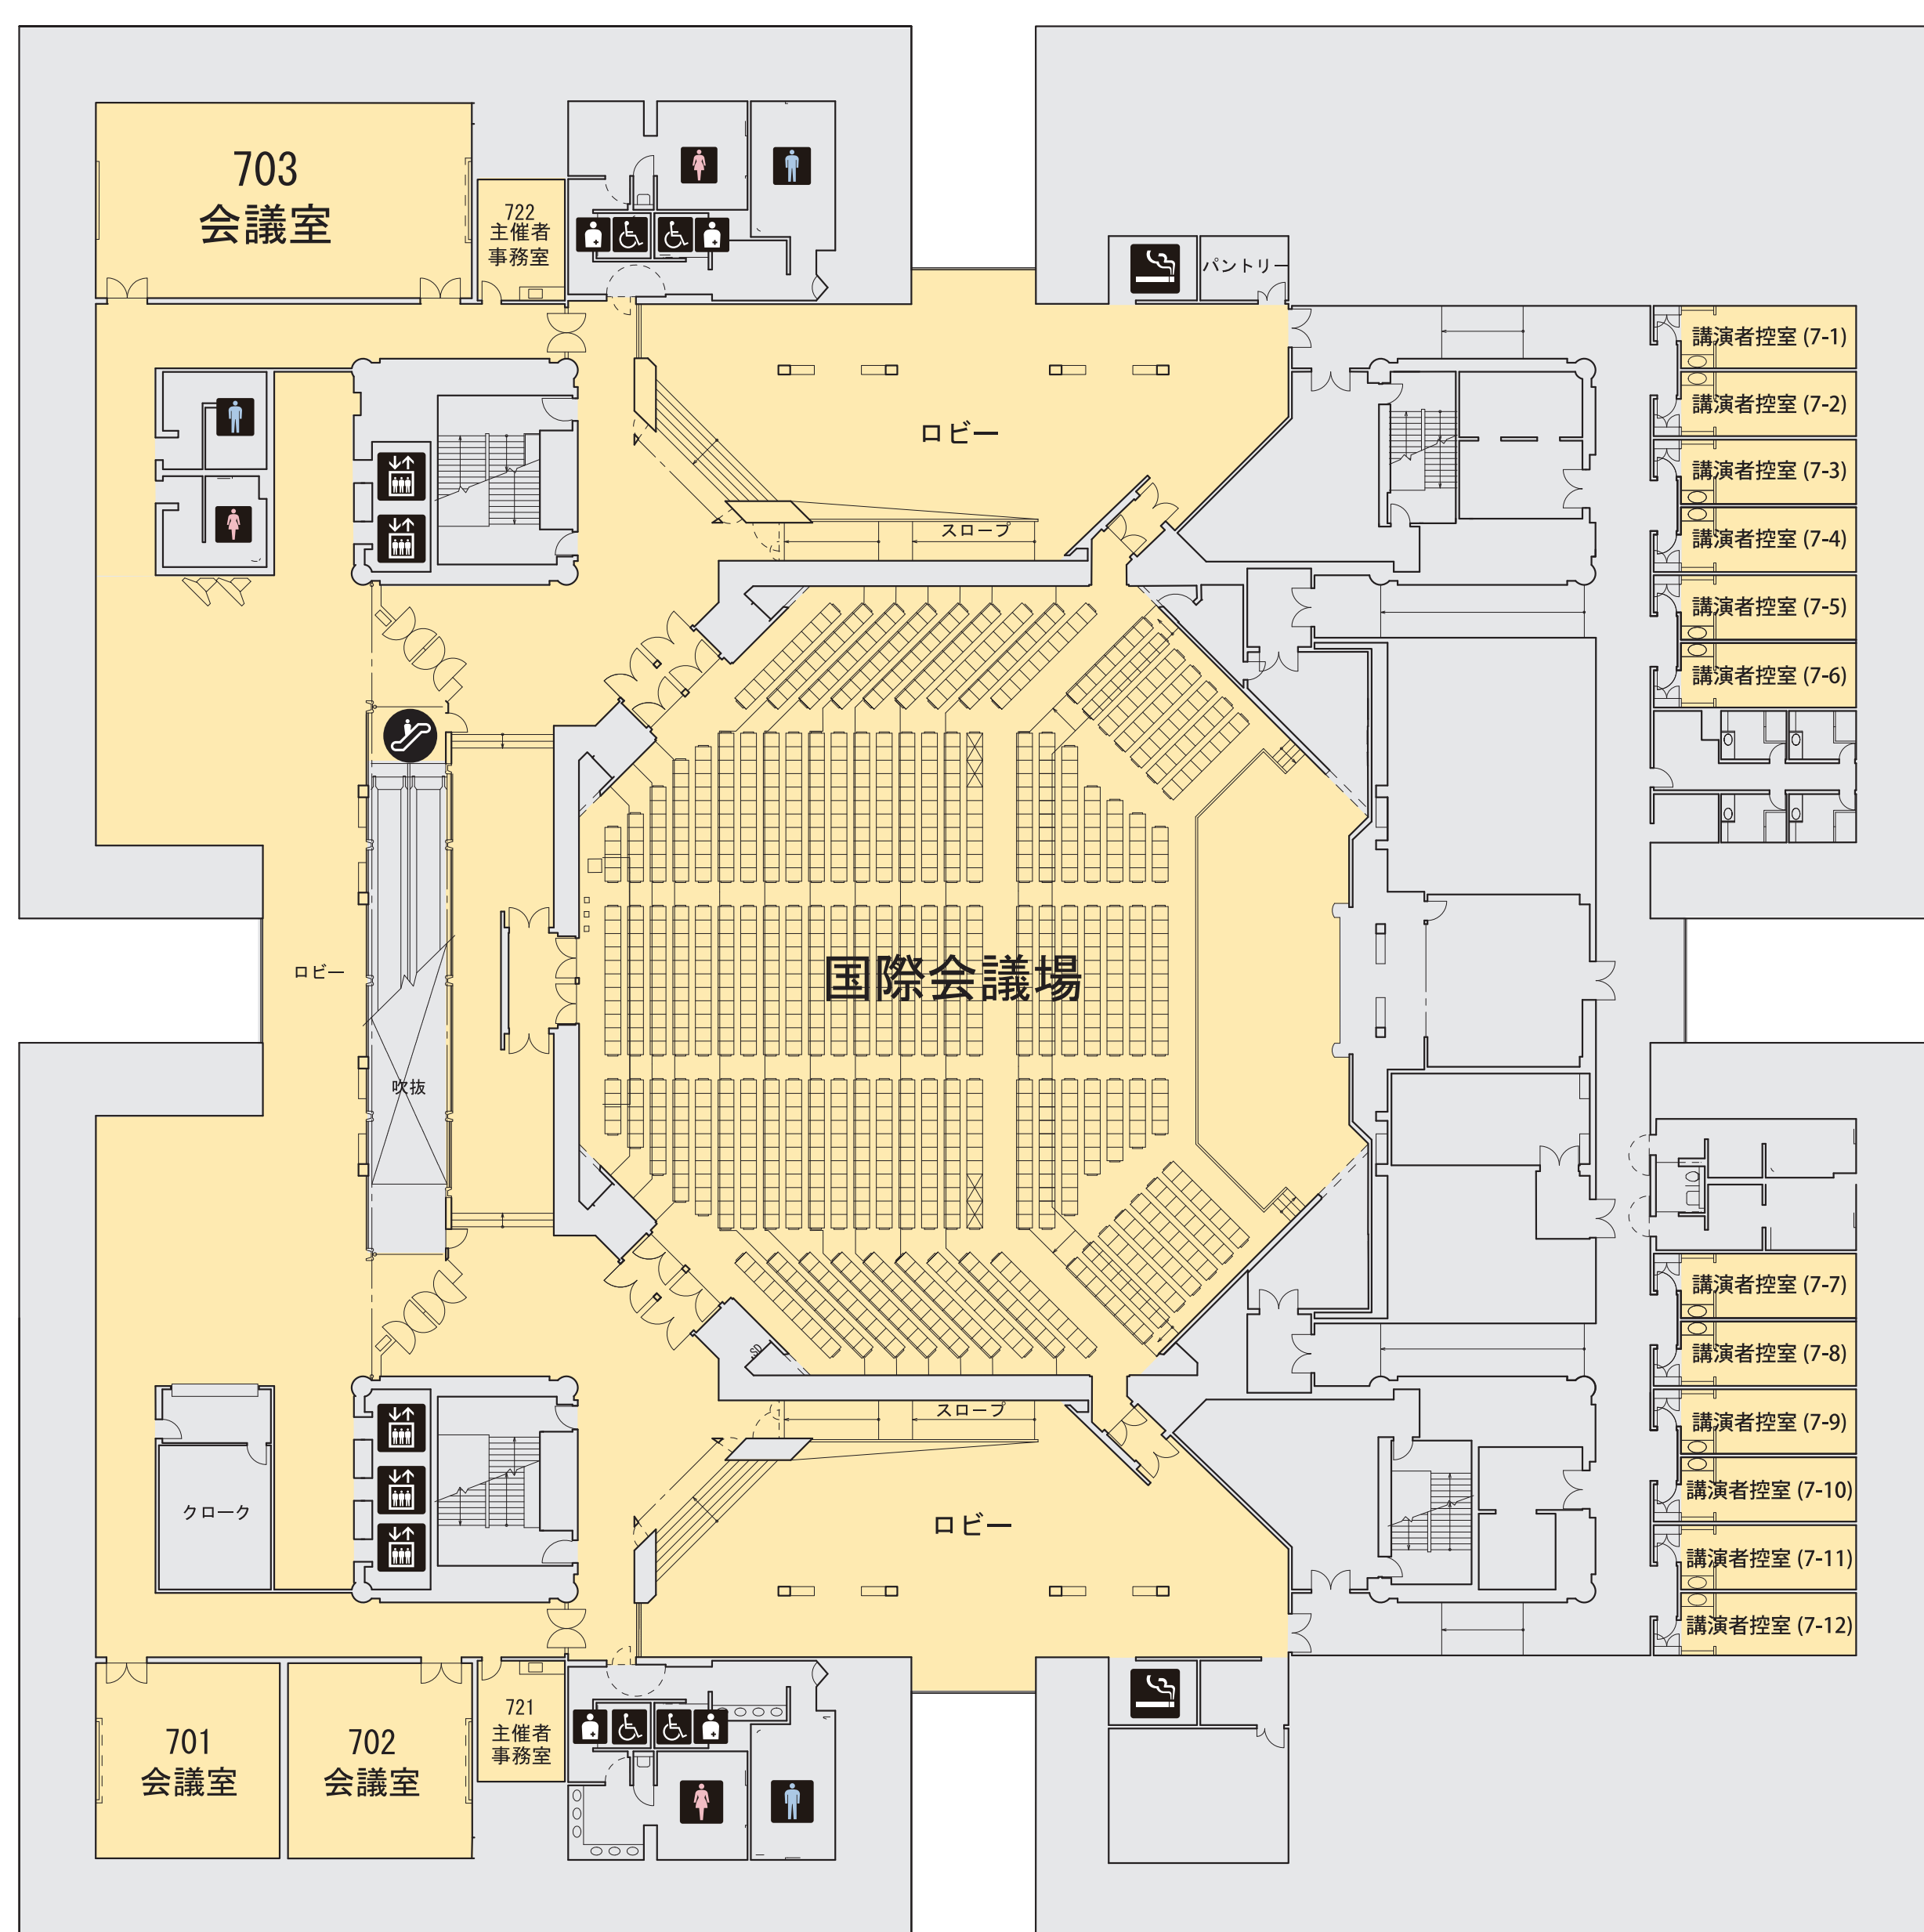 703
会議室
722
主催者
事務室
パントリー
講演者控室 (7-1)
講演者控室 (7-2)
ロビー
講演者控室 (7-3)
スロープ
講演者控室 (7-4)
講演者控室 (7-5)
講演者控室 (7-6)
ロビー
国際会議場
吹抜
講演者控室 (7-7)
SD
講演者控室 (7-8)
スロープ
講演者控室 (7-9)
クローク
ロビー
講演者控室 (7-10)
講演者控室 (7-11)
講演者控室 (7-12)
701
会議室
702
会議室
721
主催者
事務室